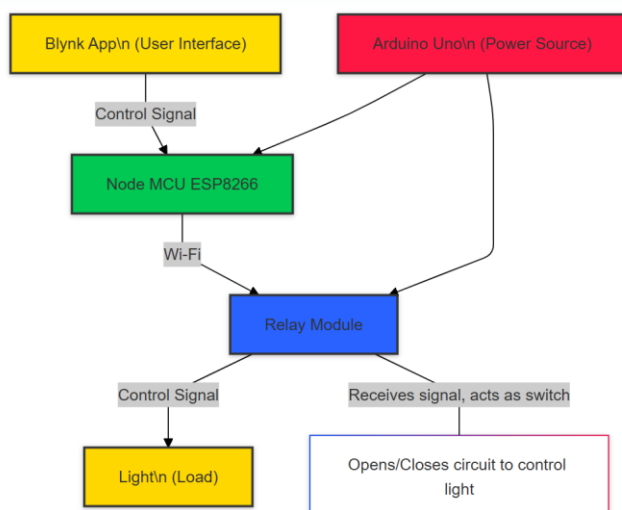 Blynk App\n (User Interface)
Arduino Uno\n (Power Source)
Control Signal
Node MCU ESP8266
Wi-Fi
Relay Module
Control Signal
Receives signal, acts as switch
Light\n (Load)
Opens/Closes circuit to control
light